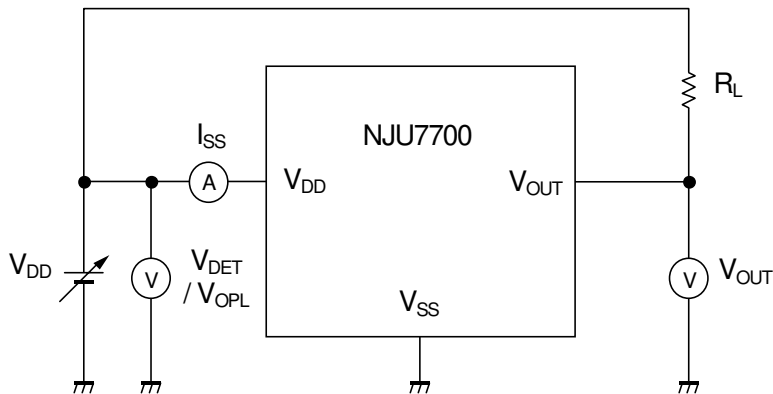 R_L
NJU7700
I_SS
A
V_DD
V_OUT
V_DD
V
V_DET
/ V_OPL
V_SS
V
V_OUT